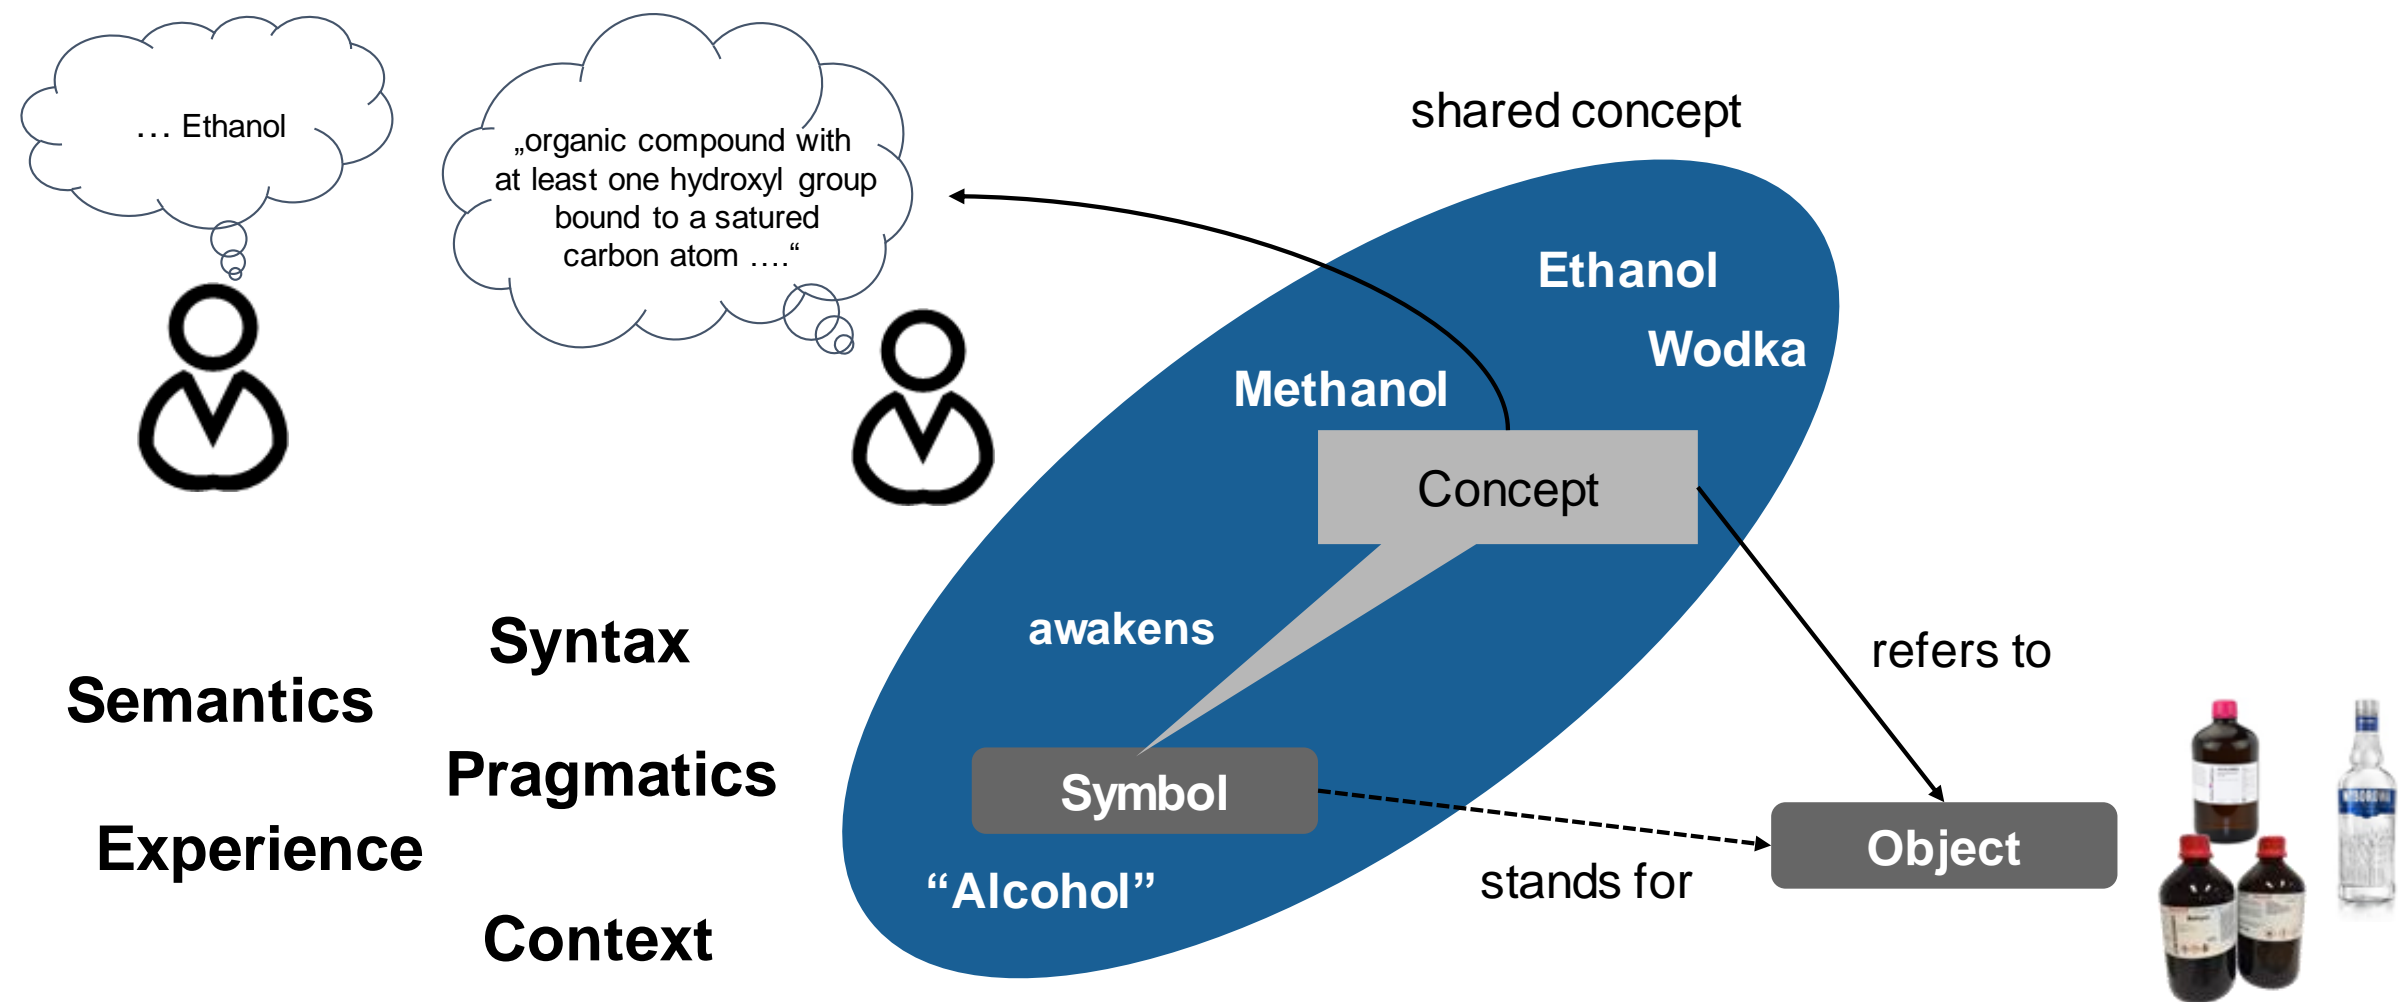 … Ethanol
„organic compound with
at least one hydroxyl group
bound to a satured
carbon atom ….“
shared concept
Ethanol
Wodka
Methanol
Concept
awakens
Syntax
Semantics
Pragmatics
Experience
Context
Symbol
“Alcohol”
refers to
stands for
Object